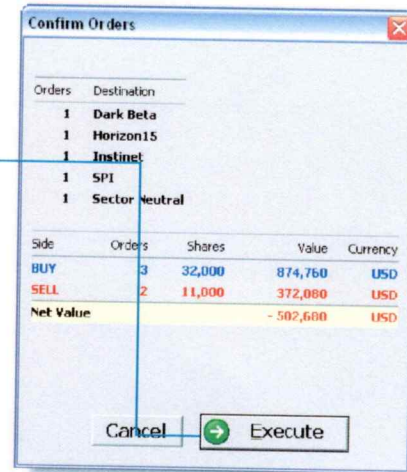 Confirm Orders
Orders Destination
1 Dark Beta
1 Horizon15
1 Instinet
1 SPI
1 Sector Neutral
Side Orders Shares Value Currency
BUY 3 32,000 874,760 USD
SELL 2 11,000 372,080 USD
Net Value - 502,680 USD
Cancel Execute